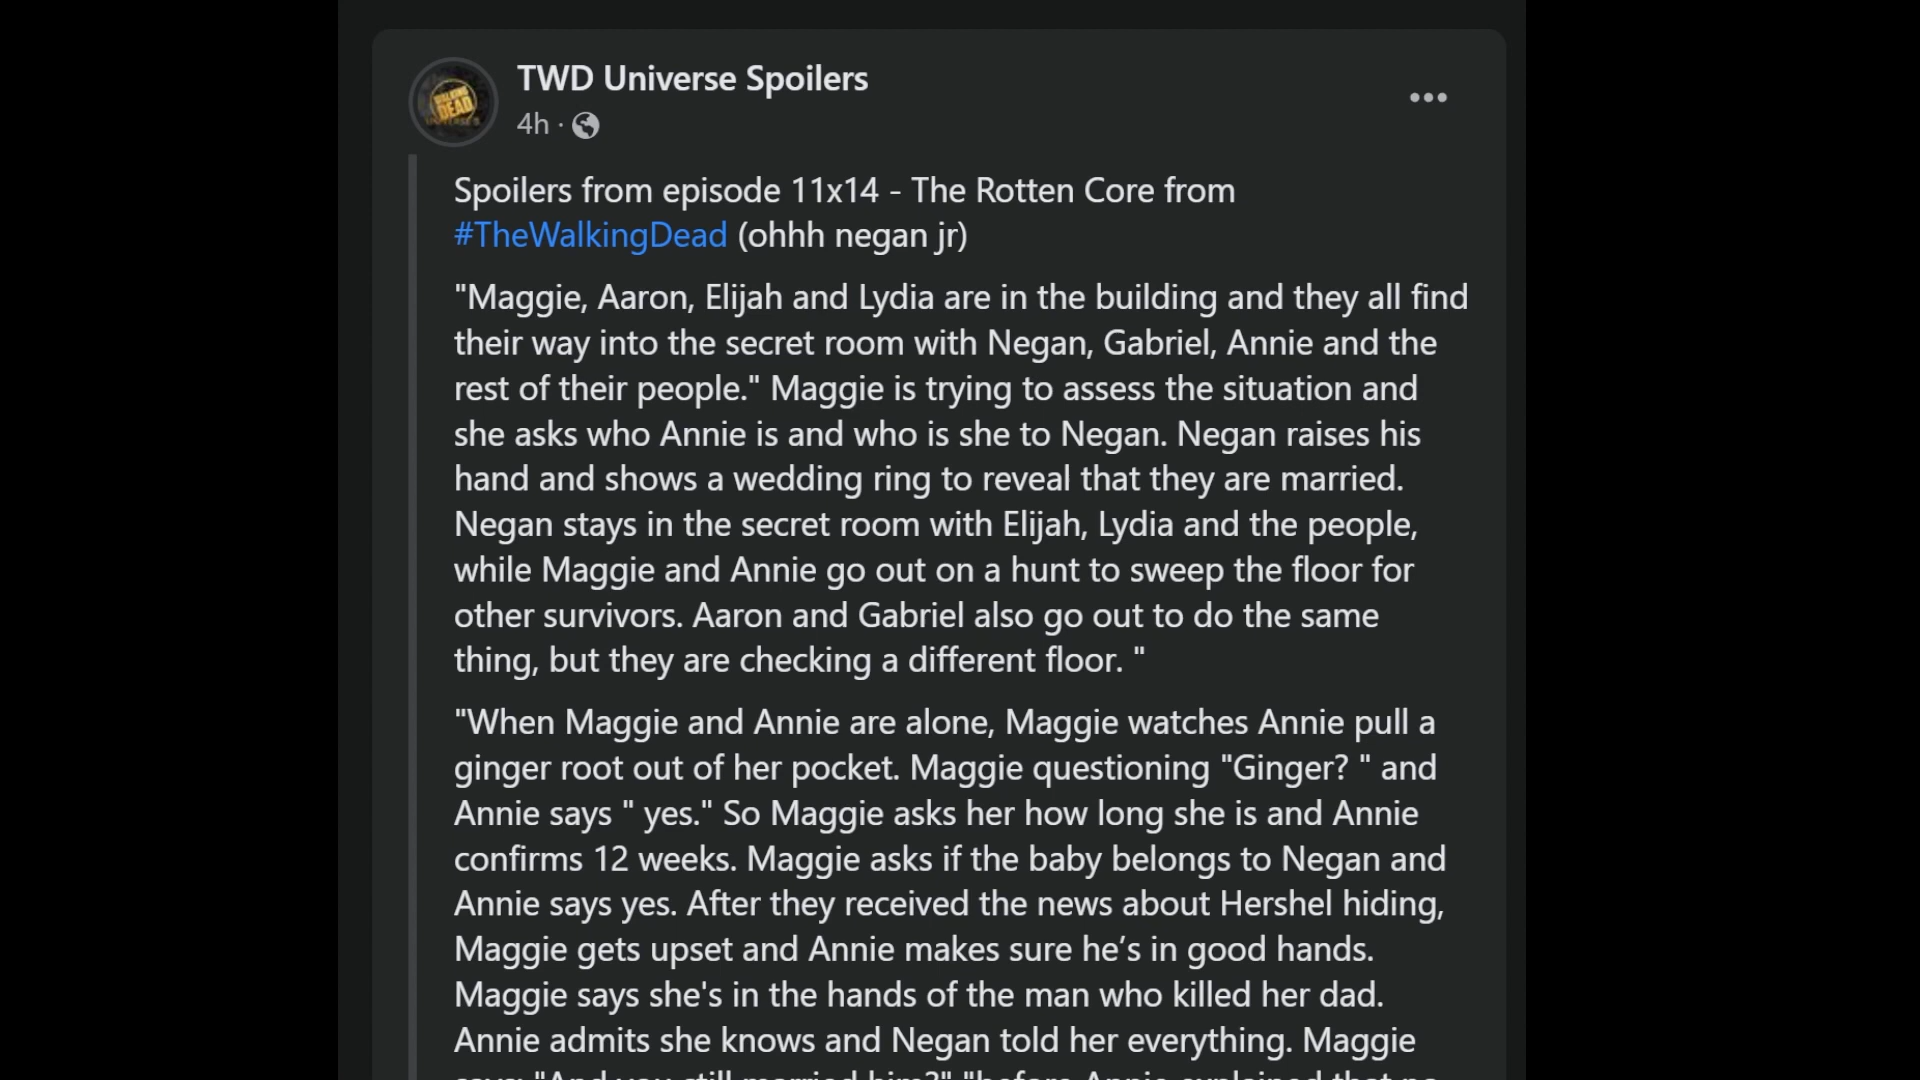 TWD Universe Spoilers
4h ·
Spoilers from episode 11x14 - The Rotten Core from
#TheWalkingDead (ohhh negan jr)
"Maggie, Aaron, Elijah and Lydia are in the building and they all find
their way into the secret room with Negan, Gabriel, Annie and the
rest of their people." Maggie is trying to assess the situation and
she asks who Annie is and who is she to Negan. Negan raises his
hand and shows a wedding ring to reveal that they are married.
Negan stays in the secret room with Elijah, Lydia and the people,
while Maggie and Annie go out on a hunt to sweep the floor for
other survivors. Aaron and Gabriel also go out to do the same
thing, but they are checking a different floor. "
"When Maggie and Annie are alone, Maggie watches Annie pull a
ginger root out of her pocket. Maggie questioning "Ginger? " and
Annie says " yes." So Maggie asks her how long she is and Annie
confirms 12 weeks. Maggie asks if the baby belongs to Negan and
Annie says yes. After they received the news about Hershel hiding,
Maggie gets upset and Annie makes sure he’s in good hands.
Maggie says she's in the hands of the man who killed her dad.
Annie admits she knows and Negan told her everything. Maggie
says: "And you still married him?" "before Annie explained that no